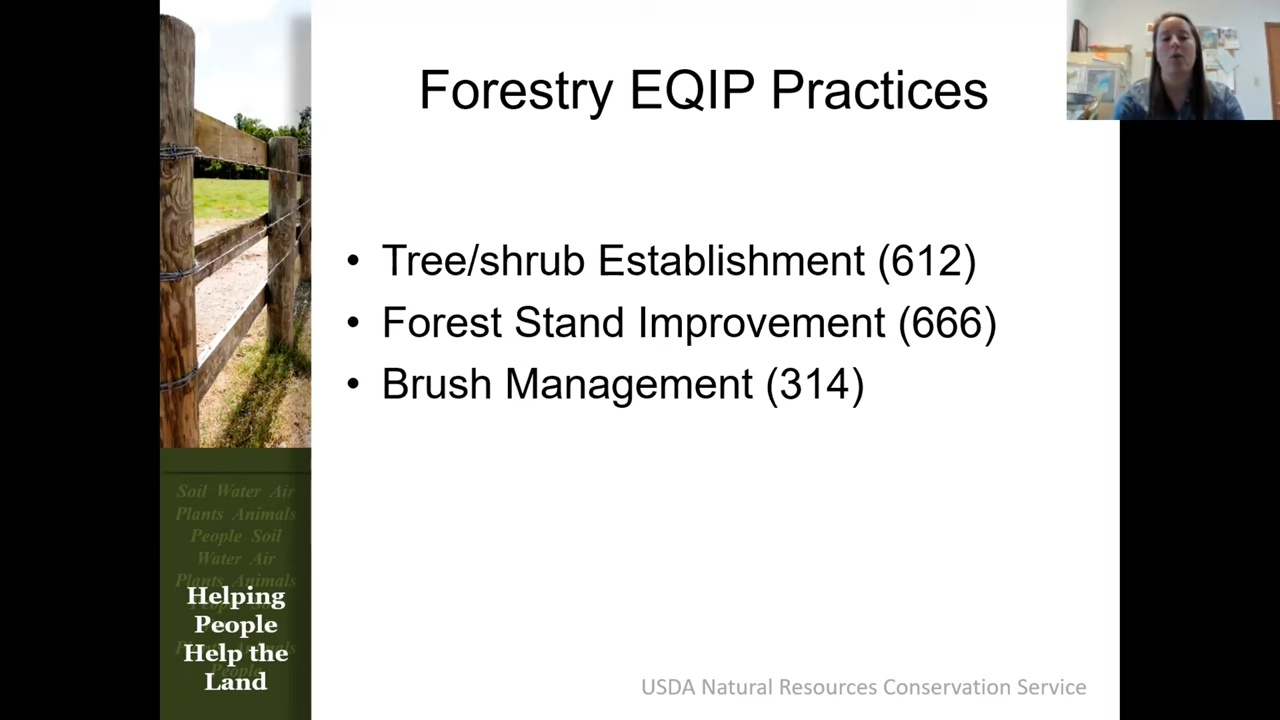 Forestry EQIP Practices
• Tree/shrub Establishment (612)
• Forest Stand Improvement (666)
• Brush Management (314)
Soil Water Air
Plants Animals
People Soil
Water Air
Plants Animals
Helping
People
Help the
Land
People
USDA Natural Resources Conservation Service